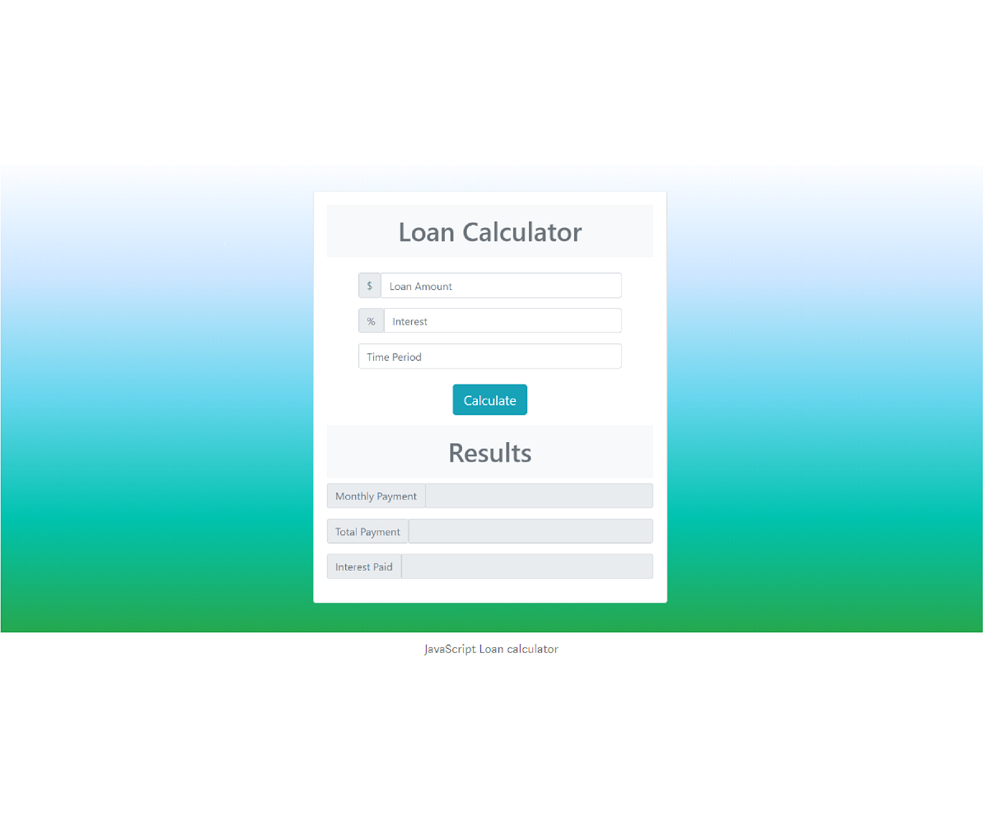 Loan Calculator
$ Loan Amount
% Interest
Time Period
Calculate
Results
Monthly Payment
Total Payment
Interest Paid
JavaScript Loan calculator